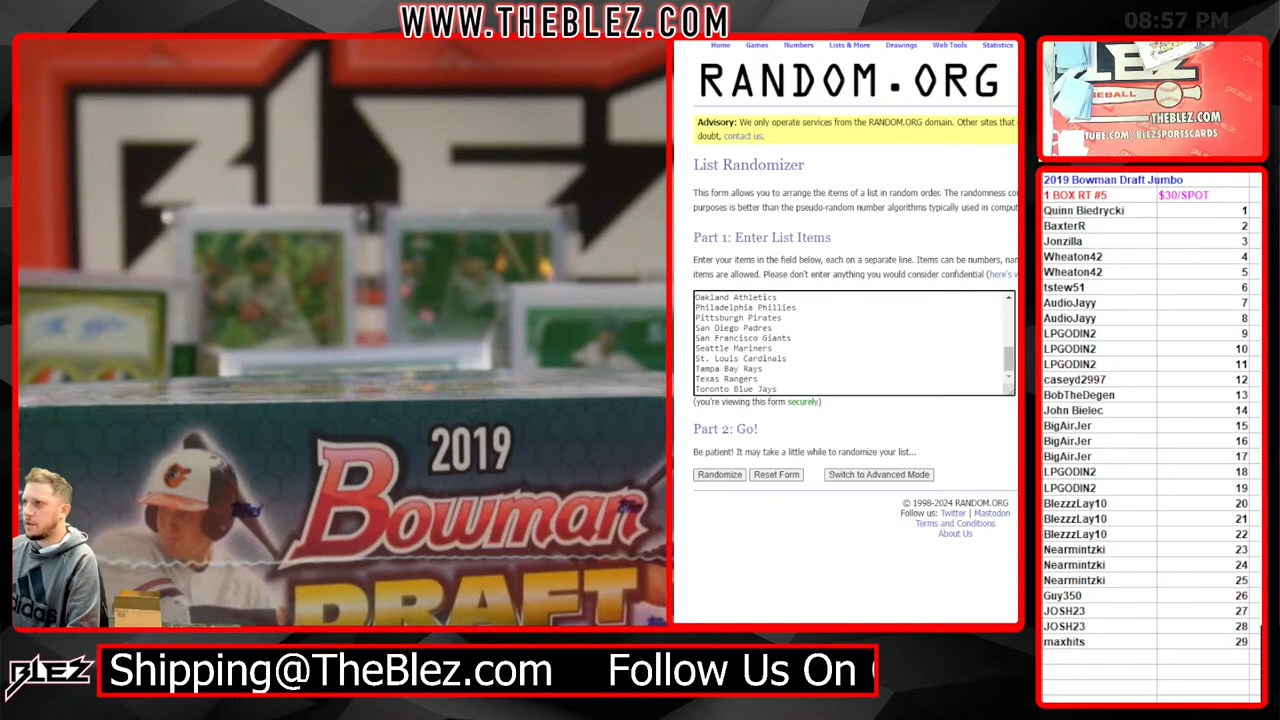 WWW.THEBLEZ.COM
08:57 PM
BLEZ
2019
Bowman
DRAFT
Topps
adidas
Home Games Numbers Lists & More Drawings Web Tools Statistics
RANDOM.ORG
Advisory: We only operate services from the RANDOM.ORG domain. Other sites that
doubt, contact us.
List Randomizer
This form allows you to arrange the items of a list in random order. The randomness
purposes is better than the pseudo-random number algorithms typically used in
Part 1: Enter List Items
Enter your items in the field below, each on a separate line. Items can be numbers,
items are allowed. Please don't enter anything you would consider confidential (here's
Oakland Athletics
Philadelphia Phillies
Pittsburgh Pirates
San Diego Padres
San Francisco Giants
Seattle Mariners
St. Louis Cardinals
Tampa Bay Rays
Texas Rangers
Toronto Blue Jays
(you're viewing this form securely)
Part 2: Go!
Be patient! It may take a little while to randomize your list...
Randomize Reset Form Switch to Advanced Mode
© 1998-2024 RANDOM.ORG
Follow us: Twitter | Mastodon
Terms and Conditions
About Us
BLEZ
BASEBALL
THEBLEZ.COM
TUBE.COM/BLEZSPORTSCARDS
2019 Bowman Draft Jumbo
1 BOX RT #5 $30/SPOT
Quinn Biedrycki 1
BaxterR 2
Jonzilla 3
Wheaton42 4
Wheaton42 5
tstew51 6
AudioJayy 7
AudioJayy 8
LPGODIN2 9
LPGODIN2 10
LPGODIN2 11
caseyd2997 12
BobTheDegen 13
John Bielec 14
BigAirJer 15
BigAirJer 16
BigAirJer 17
LPGODIN2 18
LPGODIN2 19
BlezzzLay10 20
BlezzzLay10 21
BlezzzLay10 22
Nearmintzki 23
Nearmintzki 24
Nearmintzki 25
Guy350 26
JOSH23 27
JOSH23 28
maxhits 29
BLEZ
Shipping@TheBlez.com Follow Us On